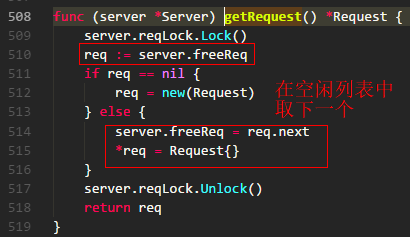 508 func (server *Server) getRequest() *Request {
509 server.reqLock.Lock()
510 req := server.freeReq
511 if req == nil {
512 req = new(Request)
513 } else {
514 server.freeReq = req.next
515 *req = Request{}
516 }
517 server.reqLock.Unlock()
518 return req
519 }
在空闲列表中
取下一个